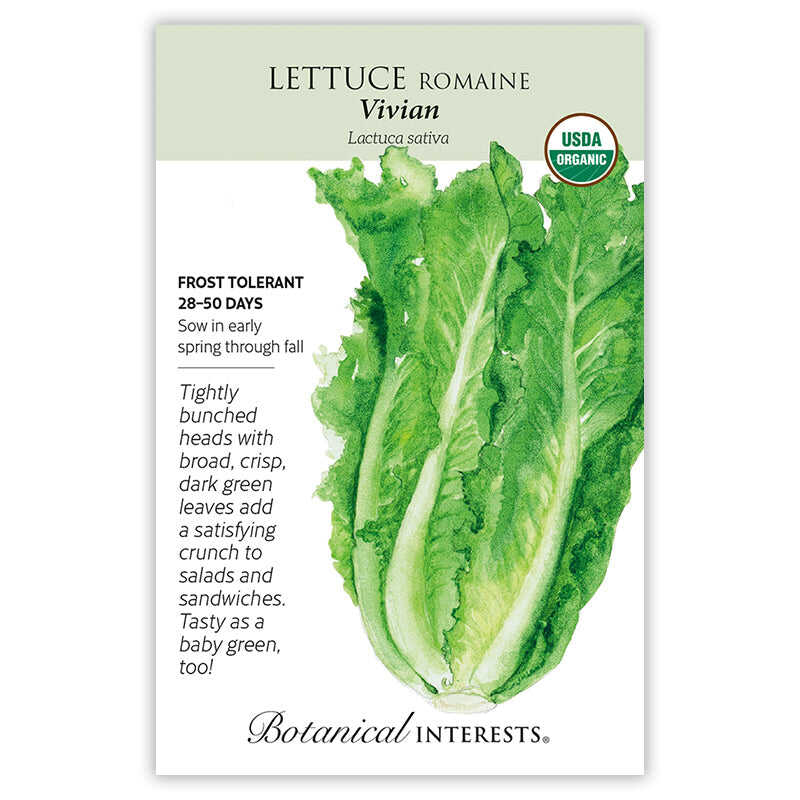 LETTUCE ROMAINE
Vivian
Lactuca sativa
USDA
ORGANIC
FROST TOLERANT
28–50 DAYS
Sow in early
spring through fall
Tightly
bunched
heads with
broad, crisp,
dark green
leaves add
a satisfying
crunch to
salads and
sandwiches.
Tasty as a
baby green,
too!
Botanical INTERESTS®